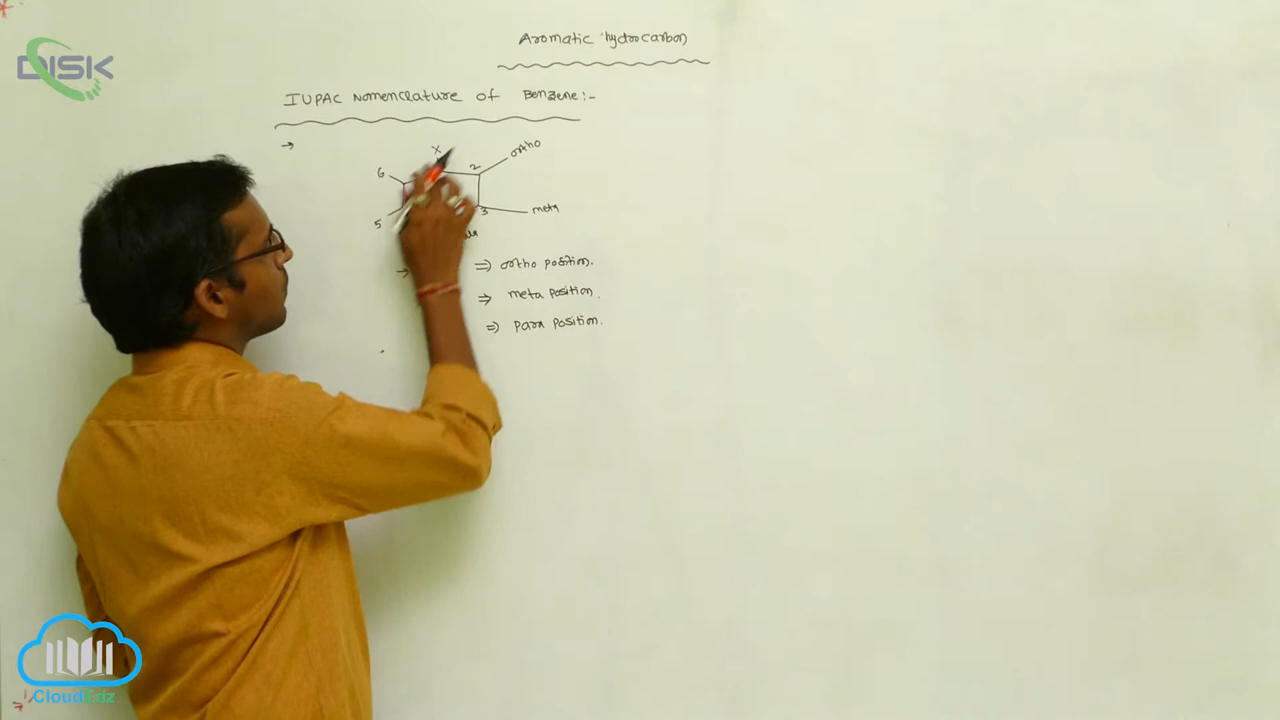 DISK
Aromatic hydrocarbon
IUPAC Nomenclature of Benzene:-
→
X
2 ortho
6
3 meta
5
→ ⇒ ortho position.
⇒ meta position.
⇒ para position.
CloudEdz